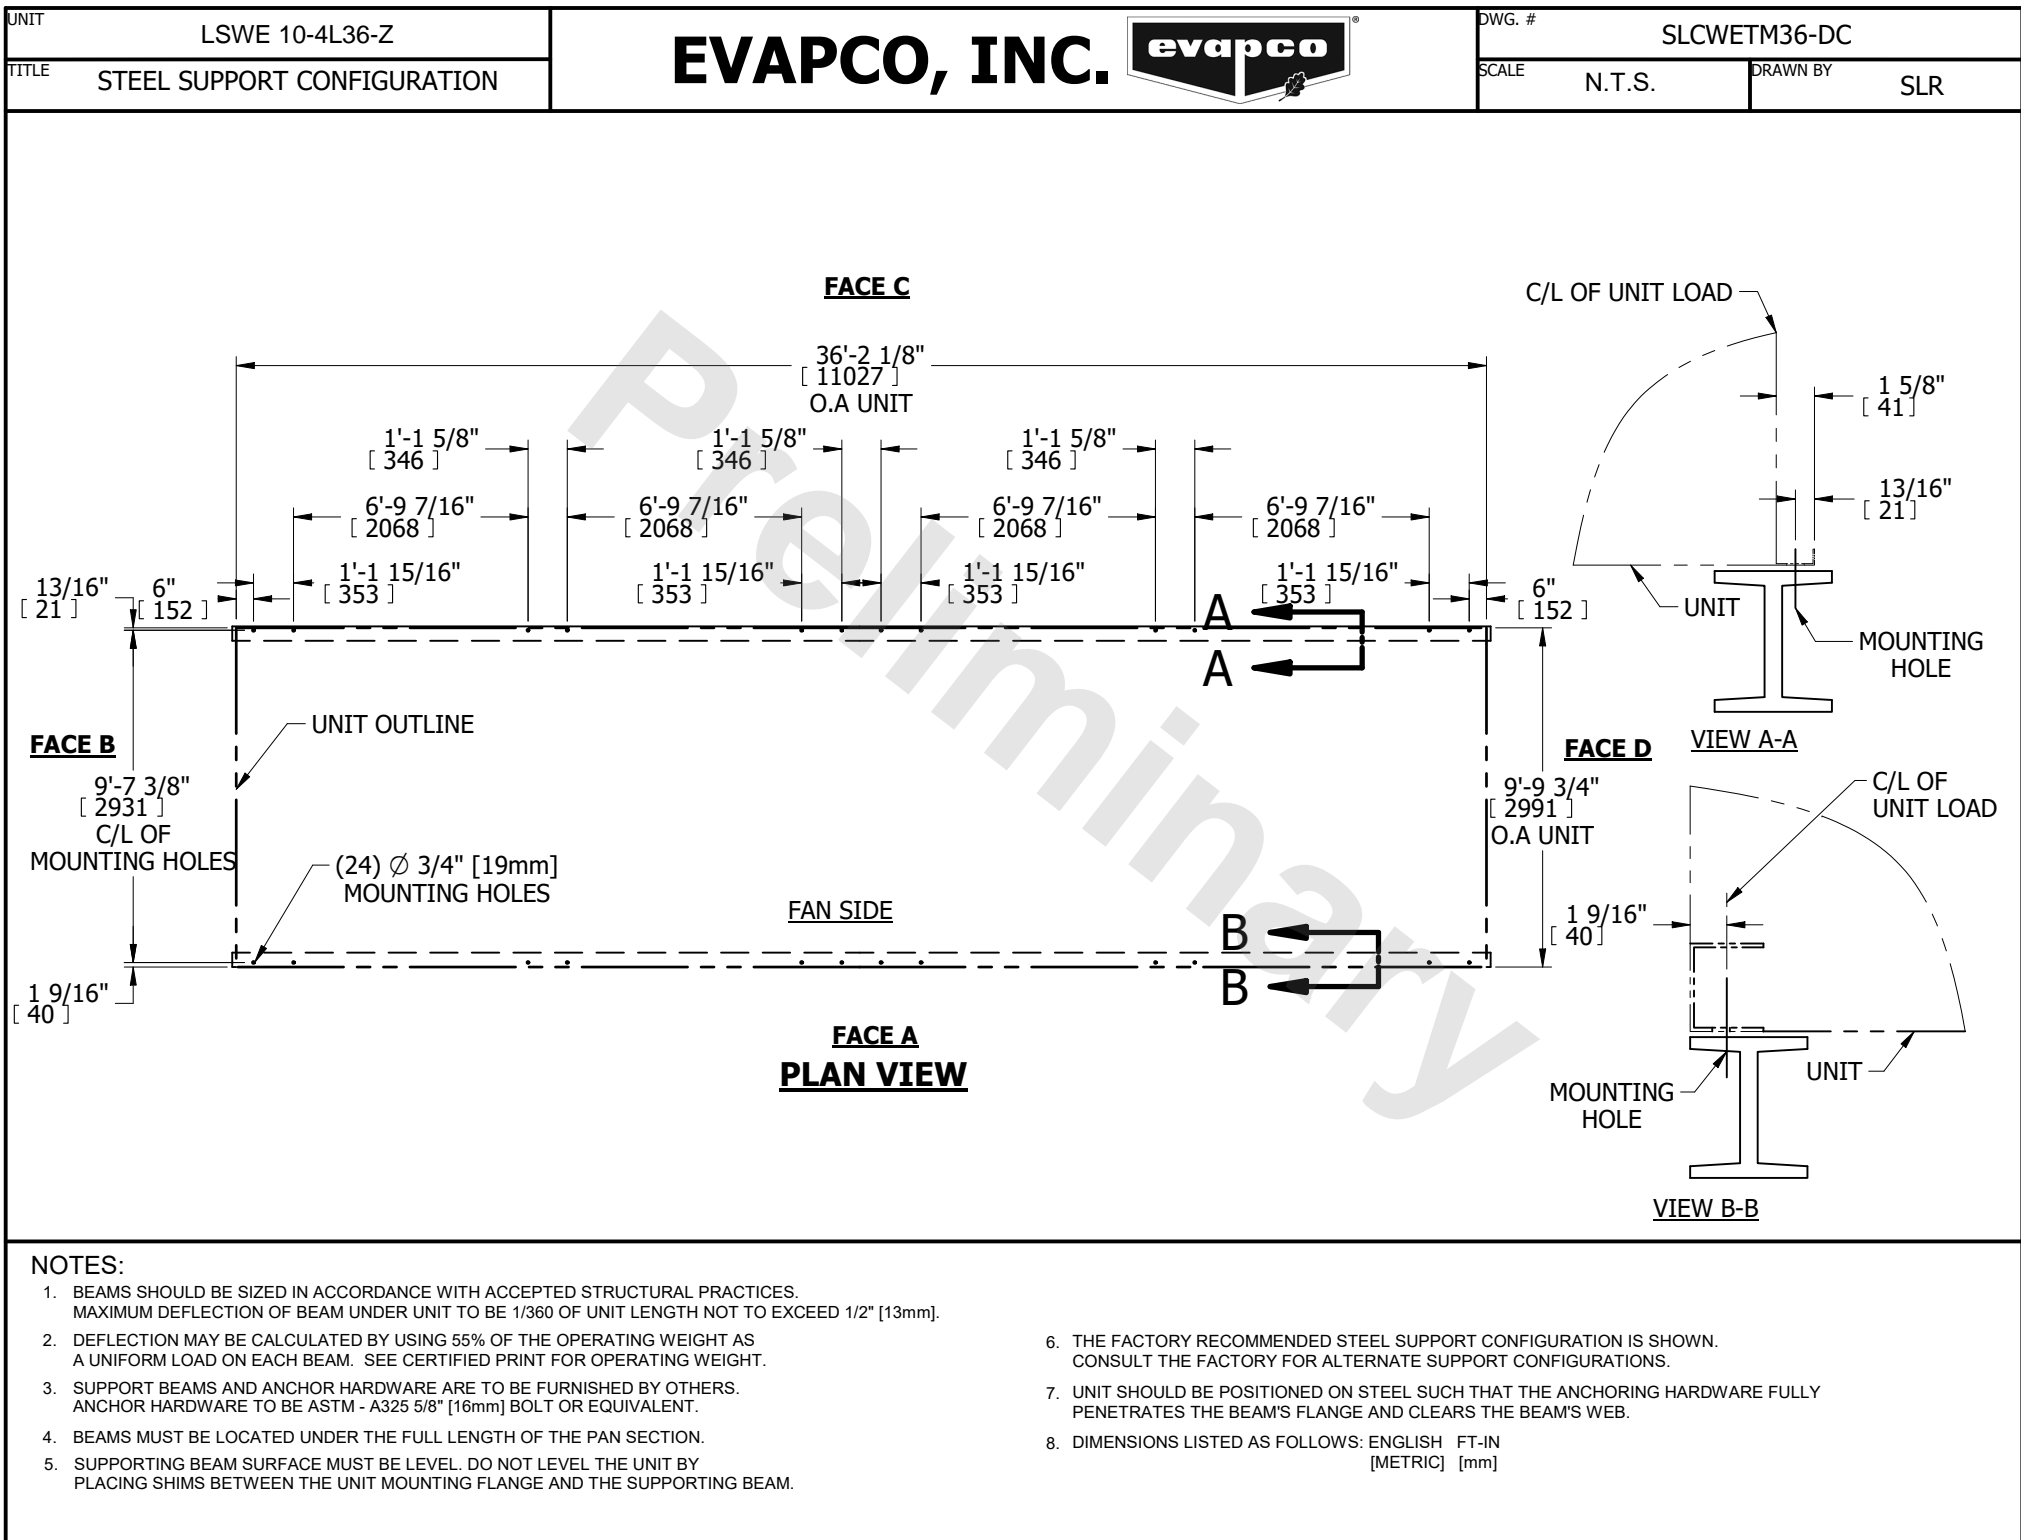 UNIT
LSWE 10-4L36-Z
TITLE
STEEL SUPPORT CONFIGURATION
EVAPCO, INC.
evapco
®
DWG. #
SLCWETM36-DC
SCALE
N.T.S.
DRAWN BY
SLR
Preliminary
FACE C
36'-2 1/8"
[ 11027 ]
O.A UNIT
1'-1 5/8"
[ 346 ]
1'-1 5/8"
[ 346 ]
1'-1 5/8"
[ 346 ]
6'-9 7/16"
[ 2068 ]
6'-9 7/16"
[ 2068 ]
6'-9 7/16"
[ 2068 ]
6'-9 7/16"
[ 2068 ]
13/16"
[ 21 ]
6"
[ 152 ]
1'-1 15/16"
[ 353 ]
1'-1 15/16"
[ 353 ]
1'-1 15/16"
[ 353 ]
1'-1 15/16"
[ 353 ]
6"
[ 152 ]
A
A
UNIT OUTLINE
FACE B
9'-7 3/8"
[ 2931 ]
C/L OF
MOUNTING HOLES
(24) Ø 3/4" [19mm]
MOUNTING HOLES
FAN SIDE
B
B
FACE D
9'-9 3/4"
[ 2991 ]
O.A UNIT
1 9/16"
[ 40 ]
FACE A
PLAN VIEW
C/L OF UNIT LOAD
1 5/8"
[ 41 ]
13/16"
[ 21 ]
UNIT
MOUNTING
HOLE
VIEW A-A
C/L OF
UNIT LOAD
1 9/16"
[ 40 ]
UNIT
MOUNTING
HOLE
VIEW B-B
NOTES:
1. BEAMS SHOULD BE SIZED IN ACCORDANCE WITH ACCEPTED STRUCTURAL PRACTICES.
MAXIMUM DEFLECTION OF BEAM UNDER UNIT TO BE 1/360 OF UNIT LENGTH NOT TO EXCEED 1/2" [13mm].
2. DEFLECTION MAY BE CALCULATED BY USING 55% OF THE OPERATING WEIGHT AS
A UNIFORM LOAD ON EACH BEAM. SEE CERTIFIED PRINT FOR OPERATING WEIGHT.
3. SUPPORT BEAMS AND ANCHOR HARDWARE ARE TO BE FURNISHED BY OTHERS.
ANCHOR HARDWARE TO BE ASTM - A325 5/8" [16mm] BOLT OR EQUIVALENT.
4. BEAMS MUST BE LOCATED UNDER THE FULL LENGTH OF THE PAN SECTION.
5. SUPPORTING BEAM SURFACE MUST BE LEVEL. DO NOT LEVEL THE UNIT BY
PLACING SHIMS BETWEEN THE UNIT MOUNTING FLANGE AND THE SUPPORTING BEAM.
6. THE FACTORY RECOMMENDED STEEL SUPPORT CONFIGURATION IS SHOWN.
CONSULT THE FACTORY FOR ALTERNATE SUPPORT CONFIGURATIONS.
7. UNIT SHOULD BE POSITIONED ON STEEL SUCH THAT THE ANCHORING HARDWARE FULLY
PENETRATES THE BEAM'S FLANGE AND CLEARS THE BEAM'S WEB.
8. DIMENSIONS LISTED AS FOLLOWS: ENGLISH FT-IN
[METRIC] [mm]